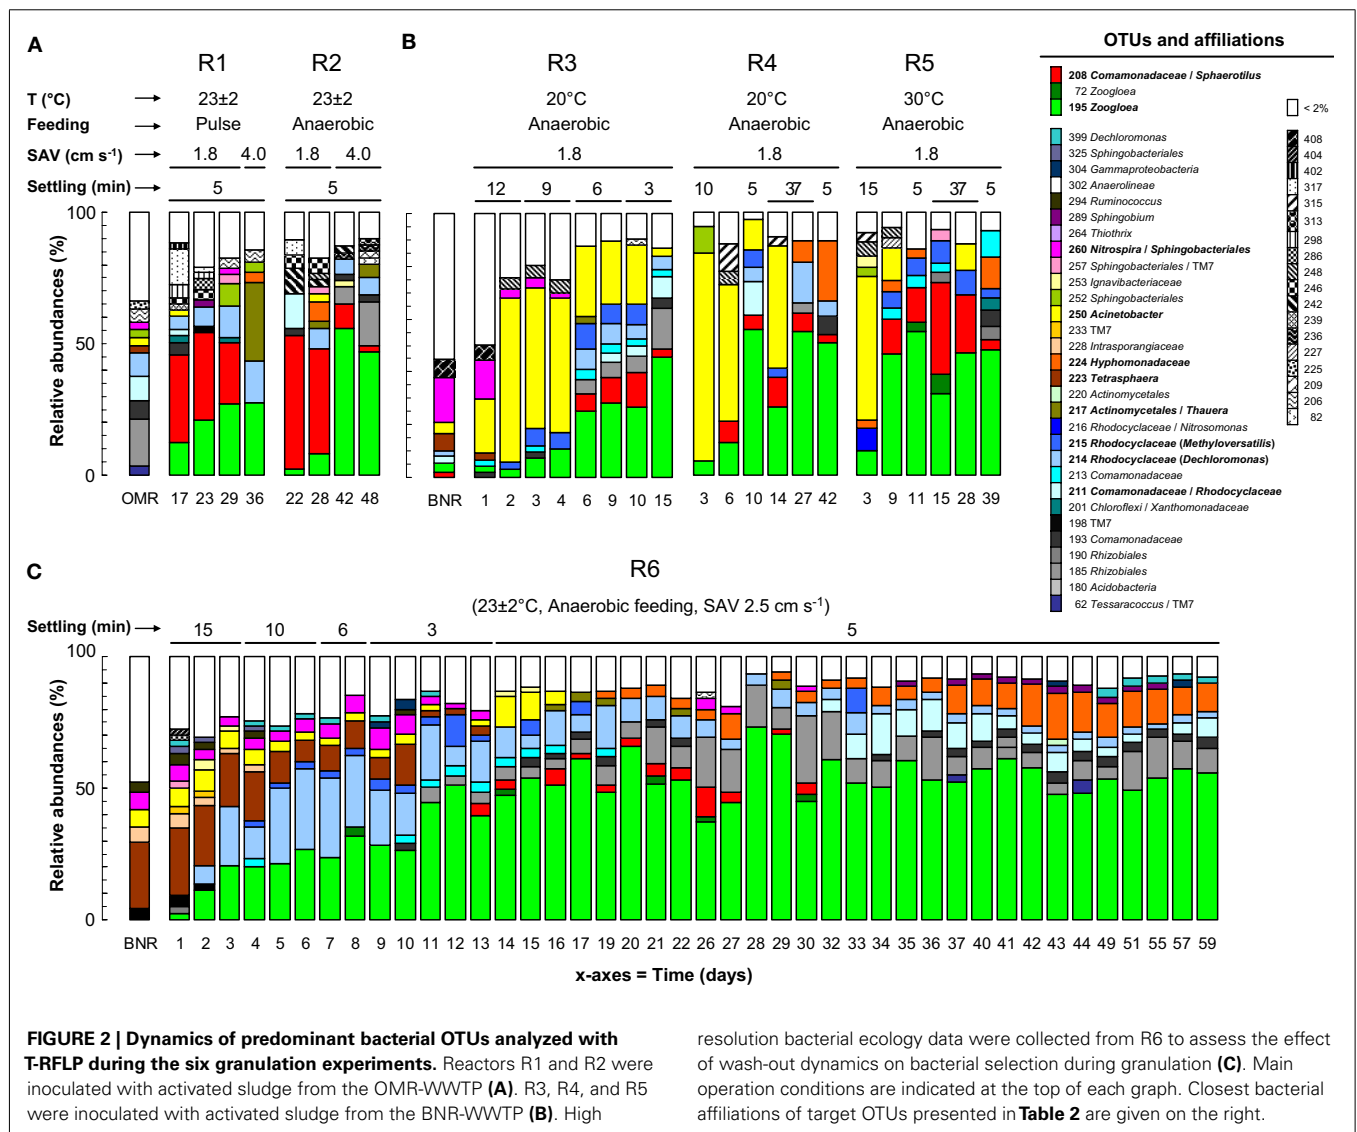 A
B
R1
R2
R3
R4
R5
T (°C)
23±2
23±2
20°C
20°C
30°C
Feeding
Pulse
Anaerobic
Anaerobic
Anaerobic
Anaerobic
SAV (cm s-1)
1.8 4.0
1.8 4.0
1.8
1.8
1.8
Settling (min)
5
5
12 9 6 3
10 5 37 5
15 5 37 5
Relative abundances (%)
100
50
0
OMR 17 23 29 36 22 28 42 48
100
50
0
BNR 1 2 3 4 6 9 10 15 3 6 10 14 27 42 3 9 11 15 28 39
OTUs and affiliations
208 Comamonadaceae / Sphaerotilus
72 Zoogloea
195 Zoogloea
399 Dechloromonas
325 Sphingobacteriales
304 Gammaproteobacteria
302 Anaerolineae
294 Ruminococcus
289 Sphingobium
264 Thiothrix
260 Nitrospira / Sphingobacteriales
257 Sphingobacteriales / TM7
253 Ignavibacteriaceae
252 Sphingobacteriales
250 Acinetobacter
233 TM7
228 Intrasporangiaceae
224 Hyphomonadaceae
223 Tetrasphaera
220 Actinomycetales
217 Actinomycetales / Thauera
216 Rhodocyclaceae / Nitrosomonas
215 Rhodocyclaceae (Methyloversatilis)
214 Rhodocyclaceae (Dechloromonas)
213 Comamonadaceae
211 Comamonadaceae / Rhodocyclaceae
201 Chloroflexi / Xanthomonadaceae
198 TM7
193 Comamonadaceae
190 Rhizobiales
185 Rhizobiales
180 Acidobacteria
62 Tessaracoccus / TM7
< 2%
408
404
402
317
315
313
298
286
248
246
242
239
236
227
225
209
206
82
C
R6
(23±2°C, Anaerobic feeding, SAV 2.5 cm s-1)
Settling (min)
15 10 6 3 5
Relative abundances (%)
100
50
0
BNR 1 2 3 4 5 6 7 8 9 10 11 12 13 14 15 16 17 19 20 21 22 26 27 28 29 30 32 33 34 35 36 37 40 41 42 43 44 49 51 55 57 59
x-axes = Time (days)
FIGURE 2 | Dynamics of predominant bacterial OTUs analyzed with
T-RFLP during the six granulation experiments. Reactors R1 and R2 were
inoculated with activated sludge from the OMR-WWTP (A). R3, R4, and R5
were inoculated with activated sludge from the BNR-WWTP (B). High
resolution bacterial ecology data were collected from R6 to assess the effect
of wash-out dynamics on bacterial selection during granulation (C). Main
operation conditions are indicated at the top of each graph. Closest bacterial
affiliations of target OTUs presented in Table 2 are given on the right.